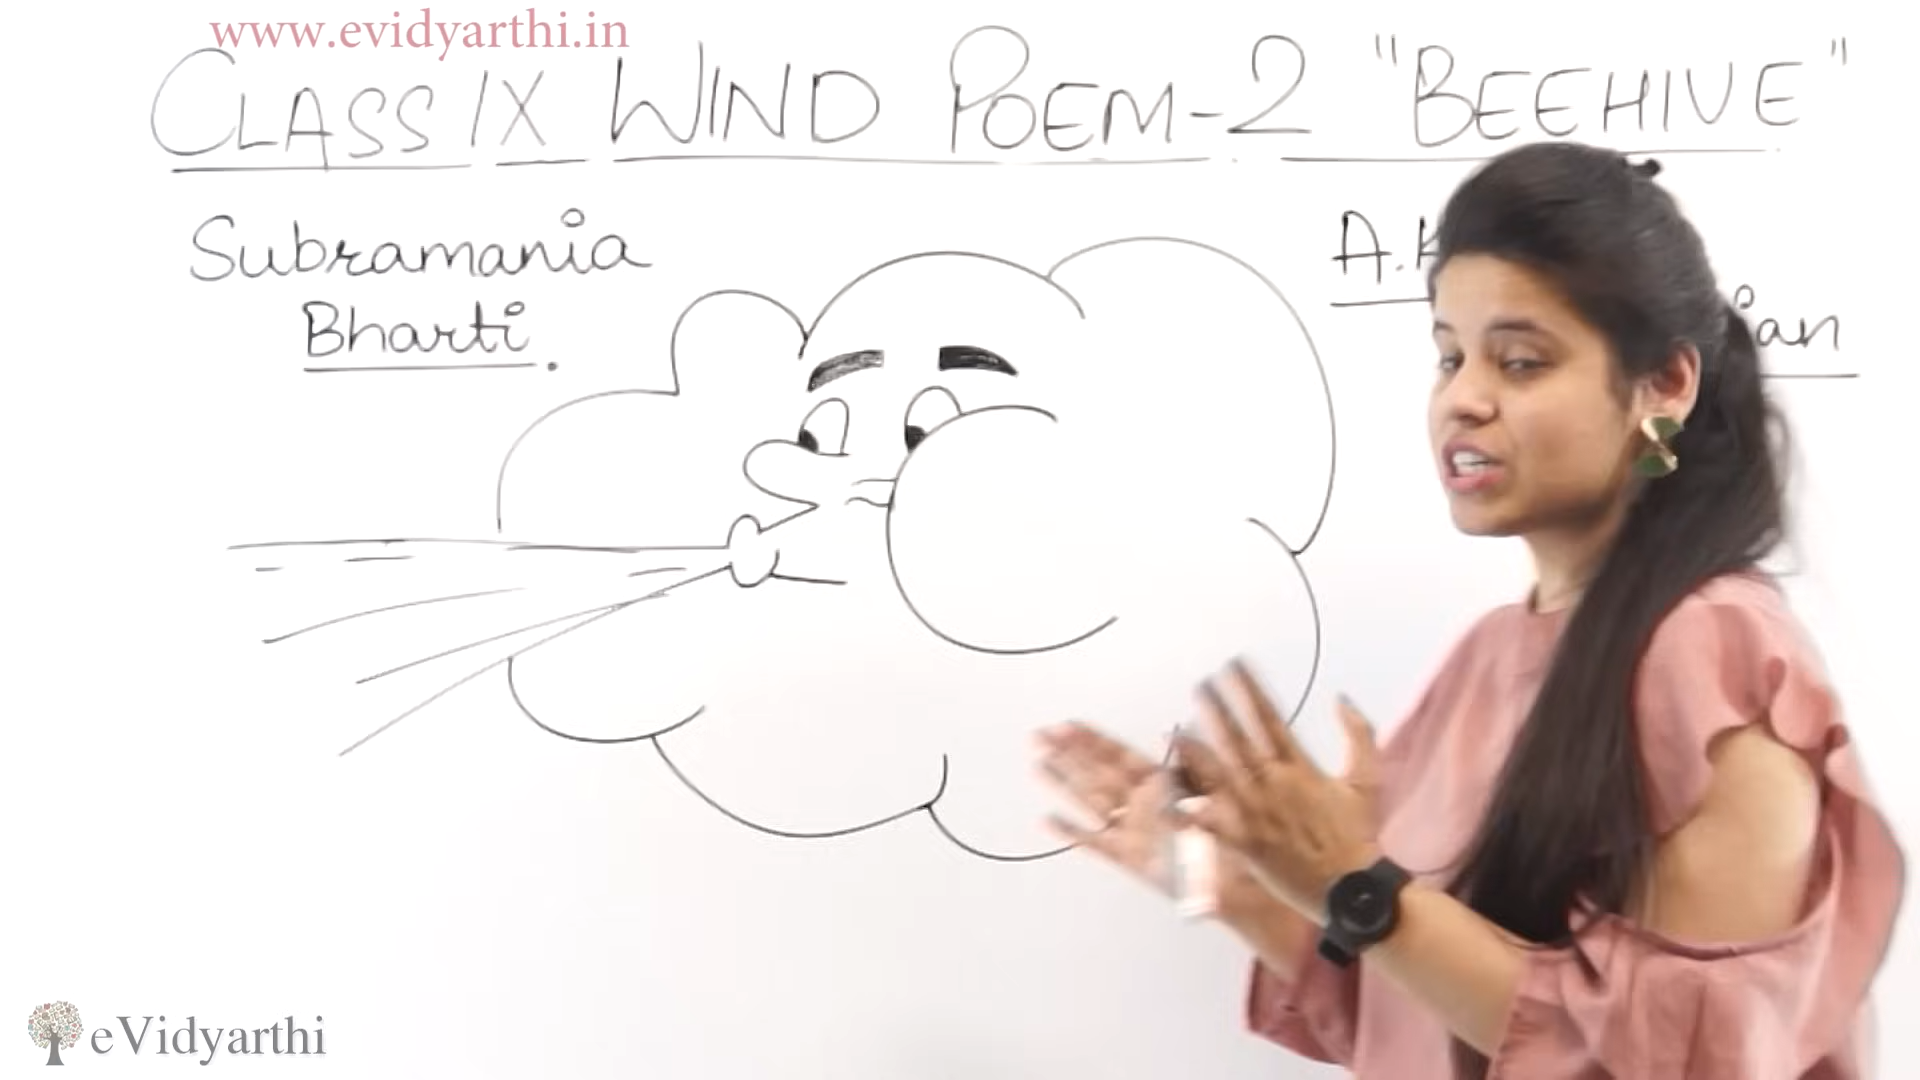 www.evidyarthi.in
CLASS IX WIND POEM-2 "BEEHIVE"
Subramania
Bharti.
eVidyarthi